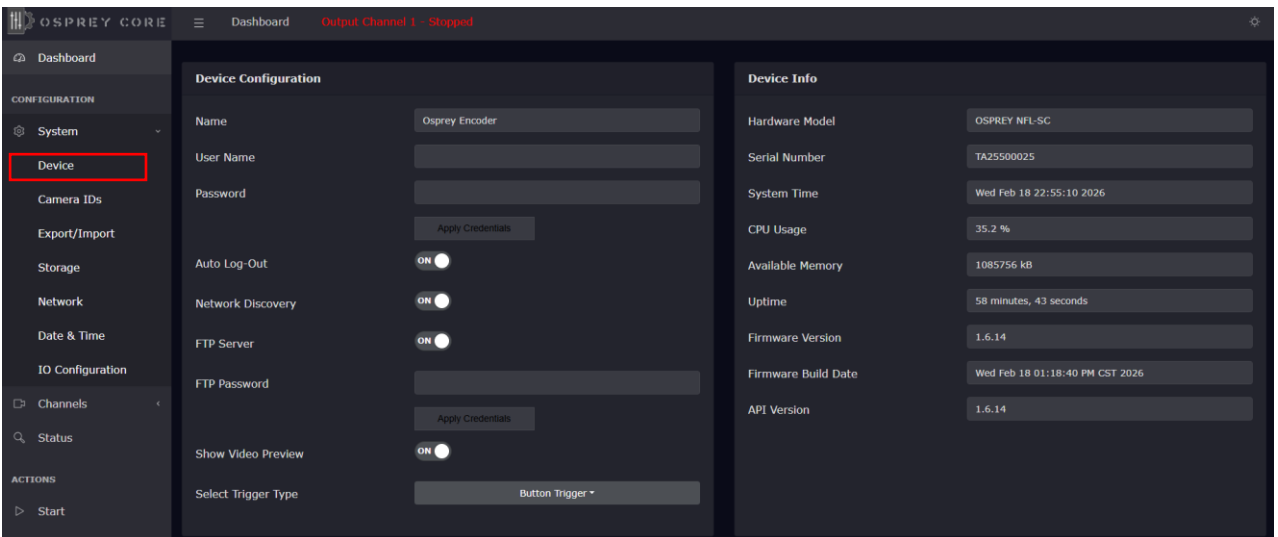 OSPREY CORE
Dashboard
Output Channel 1 - Stopped
Dashboard
CONFIGURATION
System
Device
Camera IDs
Export/Import
Storage
Network
Date & Time
IO Configuration
Channels
Status
ACTIONS
Start
Device Configuration
Name
Osprey Encoder
User Name
Password
Apply Credentials
Auto Log-Out
ON
Network Discovery
ON
FTP Server
ON
FTP Password
Apply Credentials
Show Video Preview
ON
Select Trigger Type
Button Trigger
Device Info
Hardware Model
OSPREY NFL-SC
Serial Number
TA25500025
System Time
Wed Feb 18 22:55:10 2026
CPU Usage
35.2 %
Available Memory
1085756 kB
Uptime
58 minutes, 43 seconds
Firmware Version
1.6.14
Firmware Build Date
Wed Feb 18 01:18:40 PM CST 2026
API Version
1.6.14